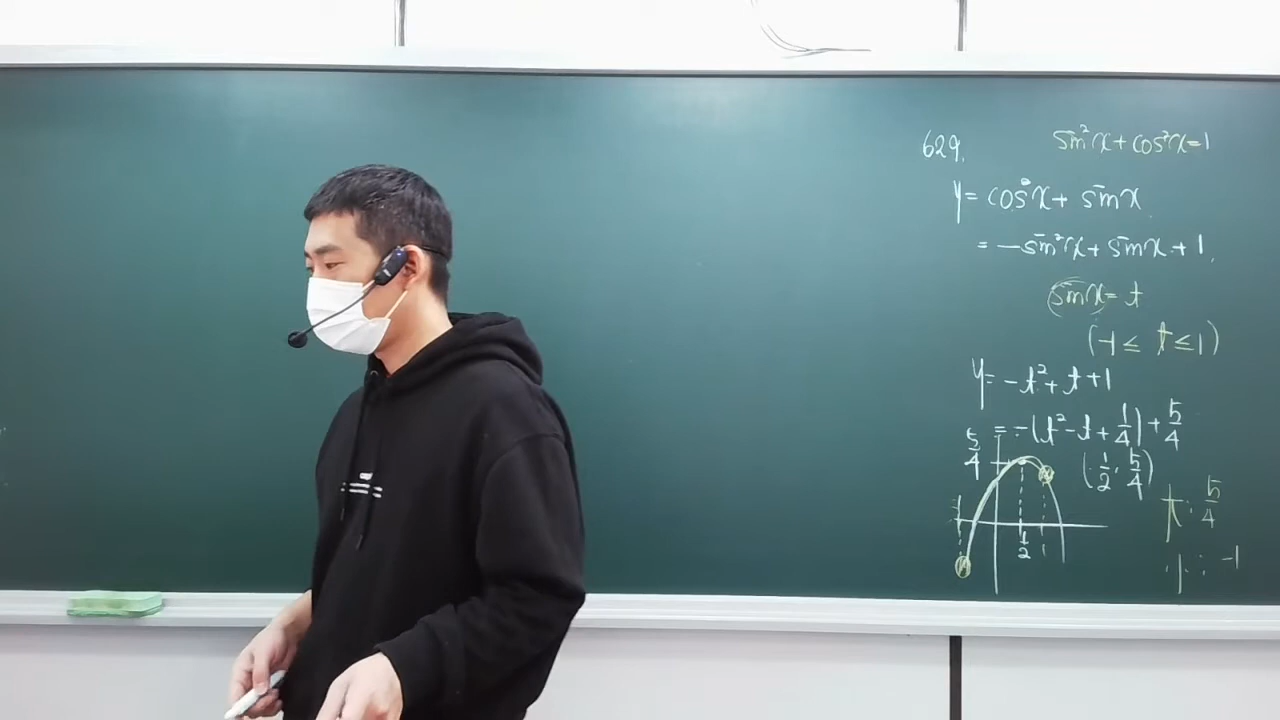 629.
sin²x+cos²x=1
y= cos²x+ sinx
= -sin²x+ sinx + 1.
sinx= t
(-1≤ t ≤1)
y= -t²+ t +1
= -(t²-t+1/4)+5/4
5/4
(1/2, 5/4)
1/2 1
5/4
: -1